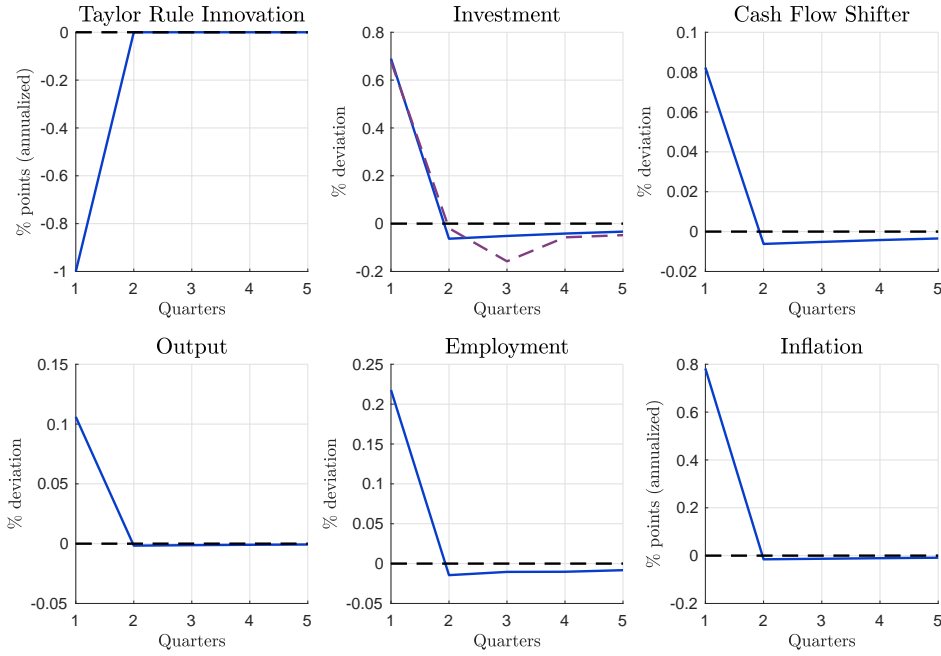 Taylor Rule Innovation
% points (annualized)
0
-0.2
-0.4
-0.6
-0.8
-1
1 2 3 4 5
Quarters
Investment
% deviation
0.8
0.6
0.4
0.2
0
-0.2
1 2 3 4 5
Quarters
Cash Flow Shifter
% deviation
0.1
0.08
0.06
0.04
0.02
0
-0.02
1 2 3 4 5
Quarters
Output
% deviation
0.15
0.1
0.05
0
-0.05
1 2 3 4 5
Quarters
Employment
% deviation
0.25
0.2
0.15
0.1
0.05
0
-0.05
1 2 3 4 5
Quarters
Inflation
% points (annualized)
0.8
0.6
0.4
0.2
0
-0.2
1 2 3 4 5
Quarters